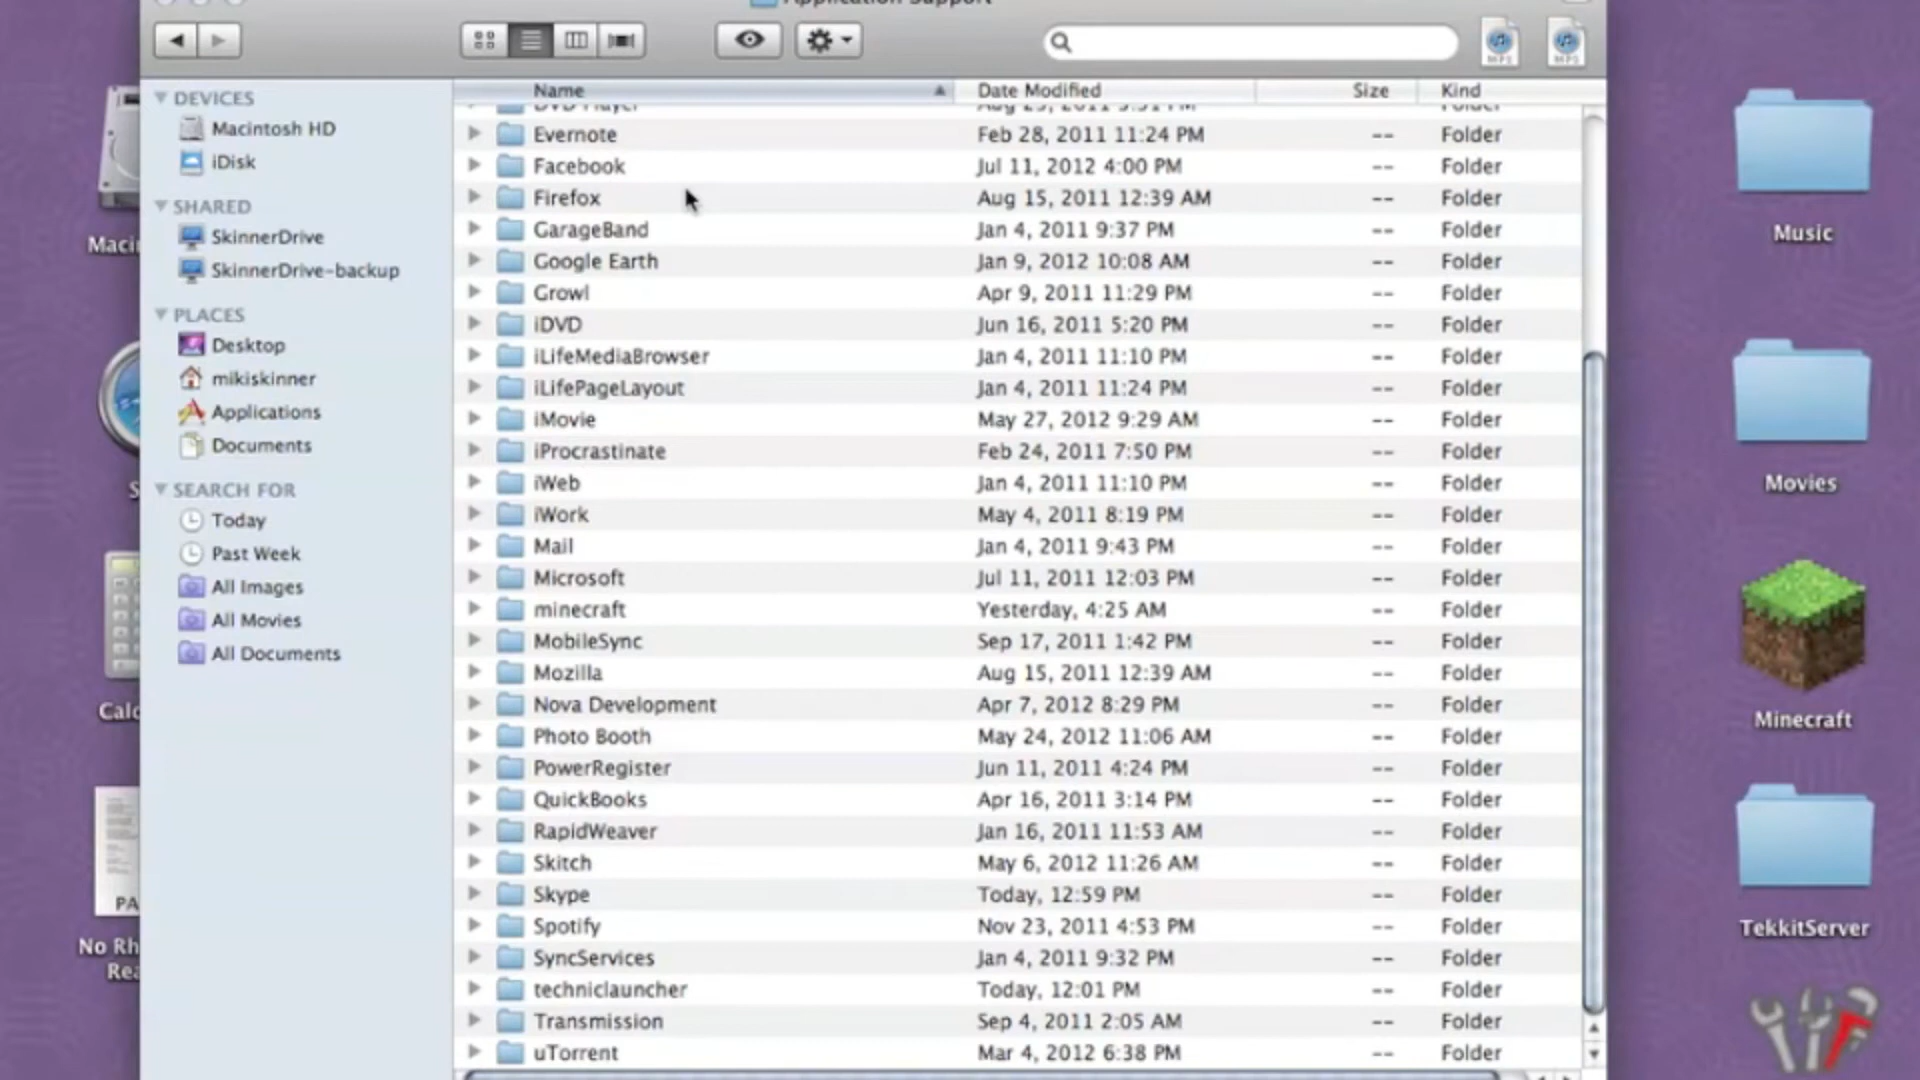 Application Support
Name Date Modified Size Kind
DEVICES
Macintosh HD
iDisk
SHARED
SkinnerDrive
SkinnerDrive-backup
PLACES
Desktop
mikiskinner
Applications
Documents
SEARCH FOR
Today
Past Week
All Images
All Movies
All Documents
DVD Player
Evernote Feb 28, 2011 11:24 PM -- Folder
Facebook Jul 11, 2012 4:00 PM -- Folder
Firefox Aug 15, 2011 12:39 AM -- Folder
GarageBand Jan 4, 2011 9:37 PM -- Folder
Google Earth Jan 9, 2012 10:08 AM -- Folder
Growl Apr 9, 2011 11:29 PM -- Folder
iDVD Jun 16, 2011 5:20 PM -- Folder
iLifeMediaBrowser Jan 4, 2011 11:10 PM -- Folder
iLifePageLayout Jan 4, 2011 11:24 PM -- Folder
iMovie May 27, 2012 9:29 AM -- Folder
iProcrastinate Feb 24, 2011 7:50 PM -- Folder
iWeb Jan 4, 2011 11:10 PM -- Folder
iWork May 4, 2011 8:19 PM -- Folder
Mail Jan 4, 2011 9:43 PM -- Folder
Microsoft Jul 11, 2011 12:03 PM -- Folder
minecraft Yesterday, 4:25 AM -- Folder
MobileSync Sep 17, 2011 1:42 PM -- Folder
Mozilla Aug 15, 2011 12:39 AM -- Folder
Nova Development Apr 7, 2012 8:29 PM -- Folder
Photo Booth May 24, 2012 11:06 AM -- Folder
PowerRegister Jun 11, 2011 4:24 PM -- Folder
QuickBooks Apr 16, 2011 3:14 PM -- Folder
RapidWeaver Jan 16, 2011 11:53 AM -- Folder
Skitch May 6, 2012 11:26 AM -- Folder
Skype Today, 12:59 PM -- Folder
Spotify Nov 23, 2011 4:53 PM -- Folder
SyncServices Jan 4, 2011 9:32 PM -- Folder
techniclauncher Today, 12:01 PM -- Folder
Transmission Sep 4, 2011 2:05 AM -- Folder
uTorrent Mar 4, 2012 6:38 PM -- Folder
Macin
S
Calc
PA
No Rh
Rea
Music
Movies
Minecraft
TekkitServer